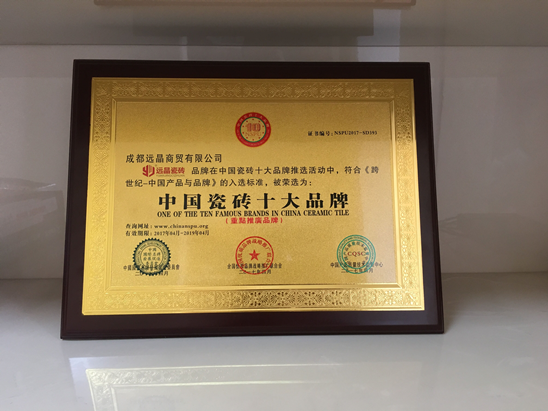 证书编号:NSPU2017-SD393
成都远晶商贸有限公司
远晶瓷砖 品牌在中国瓷砖十大品牌推选活动中,符合《跨
世纪—中国产品与品牌》的入选标准,被荣选为:
中国瓷砖十大品牌
ONE OF THE TEN FAMOUS BRANDS IN CHINA CERAMIC TILE
(重點推廣品牌)
查询网址:www.chinanspu.org
有效期限:2017年04月-2019年04月
CQSC